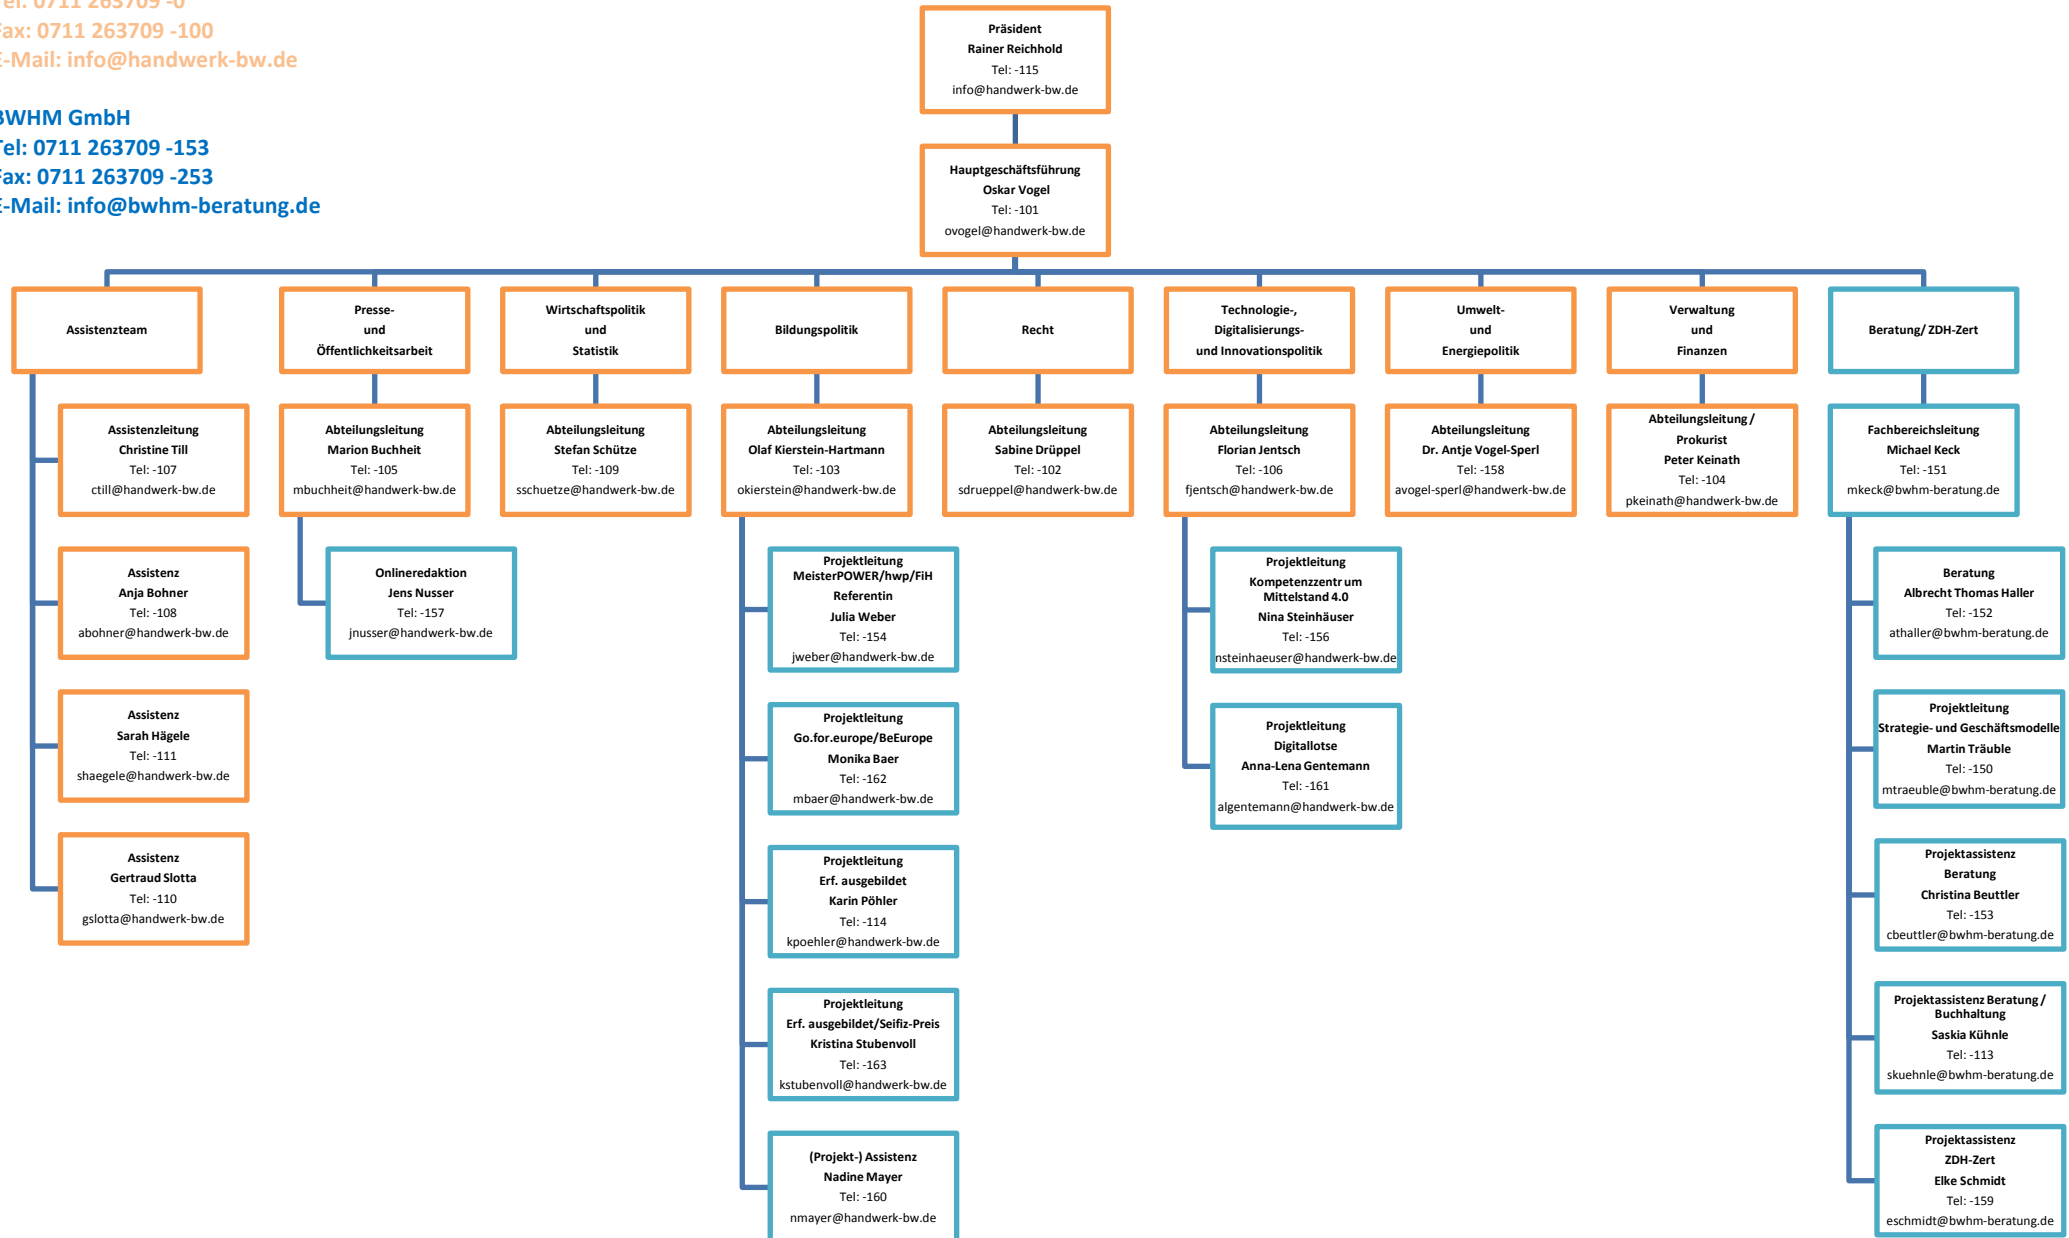 Tel: 0711 263709 -0
Fax: 0711 263709 -100
E-Mail: info@handwerk-bw.de
BWHM GmbH
Tel: 0711 263709 -153
Fax: 0711 263709 -253
E-Mail: info@bwhm-beratung.de
Präsident
Rainer Reichhold
Tel: -115
info@handwerk-bw.de
Hauptgeschäftsführung
Oskar Vogel
Tel: -101
ovogel@handwerk-bw.de
Assistenzteam
Assistenzleitung
Christine Till
Tel: -107
ctill@handwerk-bw.de
Assistenz
Anja Bohner
Tel: -108
abohner@handwerk-bw.de
Assistenz
Sarah Hägele
Tel: -111
shaegele@handwerk-bw.de
Assistenz
Gertraud Slotta
Tel: -110
gslotta@handwerk-bw.de
Presse-
und
Öffentlichkeitsarbeit
Abteilungsleitung
Marion Buchheit
Tel: -105
mbuchheit@handwerk-bw.de
Onlineredaktion
Jens Nusser
Tel: -157
jnusser@handwerk-bw.de
Wirtschaftspolitik
und
Statistik
Abteilungsleitung
Stefan Schütze
Tel: -109
sschuetze@handwerk-bw.de
Bildungspolitik
Abteilungsleitung
Olaf Kierstein-Hartmann
Tel: -103
okierstein@handwerk-bw.de
Projektleitung
MeisterPOWER/hwp/FiH
Referentin
Julia Weber
Tel: -154
jweber@handwerk-bw.de
Projektleitung
Go.for.europe/BeEurope
Monika Baer
Tel: -162
mbaer@handwerk-bw.de
Projektleitung
Erf. ausgebildet
Karin Pöhler
Tel: -114
kpoehler@handwerk-bw.de
Projektleitung
Erf. ausgebildet/Seifiz-Preis
Kristina Stubenvoll
Tel: -163
kstubenvoll@handwerk-bw.de
(Projekt-) Assistenz
Nadine Mayer
Tel: -160
nmayer@handwerk-bw.de
Recht
Abteilungsleitung
Sabine Drüppel
Tel: -102
sdrueppel@handwerk-bw.de
Technologie-,
Digitalisierungs-
und Innovationspolitik
Abteilungsleitung
Florian Jentsch
Tel: -106
fjentsch@handwerk-bw.de
Projektleitung
Kompetenzzentrum
Mittelstand 4.0
Nina Steinhäuser
Tel: -156
nsteinhaeuser@handwerk-bw.de
Projektleitung
Digitallotse
Anna-Lena Gentemann
Tel: -161
algentemann@handwerk-bw.de
Umwelt-
und
Energiepolitik
Abteilungsleitung
Dr. Antje Vogel-Sperl
Tel: -158
avogel-sperl@handwerk-bw.de
Verwaltung
und
Finanzen
Abteilungsleitung /
Prokurist
Peter Keinath
Tel: -104
pkeinath@handwerk-bw.de
Beratung/ ZDH-Zert
Fachbereichsleitung
Michael Keck
Tel: -151
mkeck@bwhm-beratung.de
Beratung
Albrecht Thomas Haller
Tel: -152
athaller@bwhm-beratung.de
Projektleitung
Strategie- und Geschäftsmodelle
Martin Träuble
Tel: -150
mtraeuble@bwhm-beratung.de
Projektassistenz
Beratung
Christina Beuttler
Tel: -153
cbeuttler@bwhm-beratung.de
Projektassistenz Beratung /
Buchhaltung
Saskia Kühnle
Tel: -113
skuehnle@bwhm-beratung.de
Projektassistenz
ZDH-Zert
Elke Schmidt
Tel: -159
eschmidt@bwhm-beratung.de